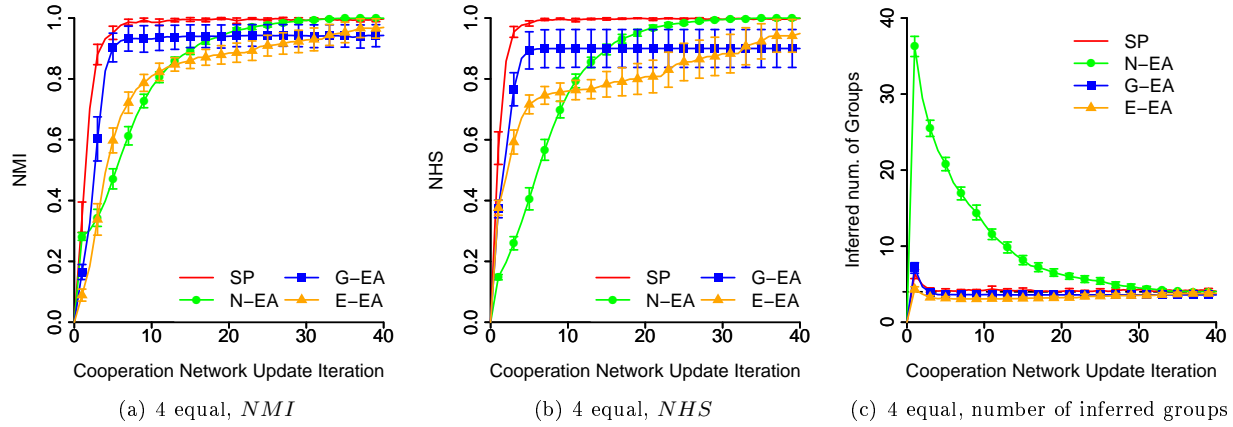 1.0
0.8
0.6
0.4
0.2
0.0
NMI
0 10 20 30 40
Cooperation Network Update Iteration
SP G−EA
N−EA E−EA
(a) 4 equal, NMI
1.0
0.8
0.6
0.4
0.2
0.0
NHS
0 10 20 30 40
Cooperation Network Update Iteration
SP G−EA
N−EA E−EA
(b) 4 equal, NHS
40
30
20
10
4
0
Inferred num. of Groups
0 10 20 30 40
Cooperation Network Update Iteration
SP
N−EA
G−EA
E−EA
(c) 4 equal, number of inferred groups